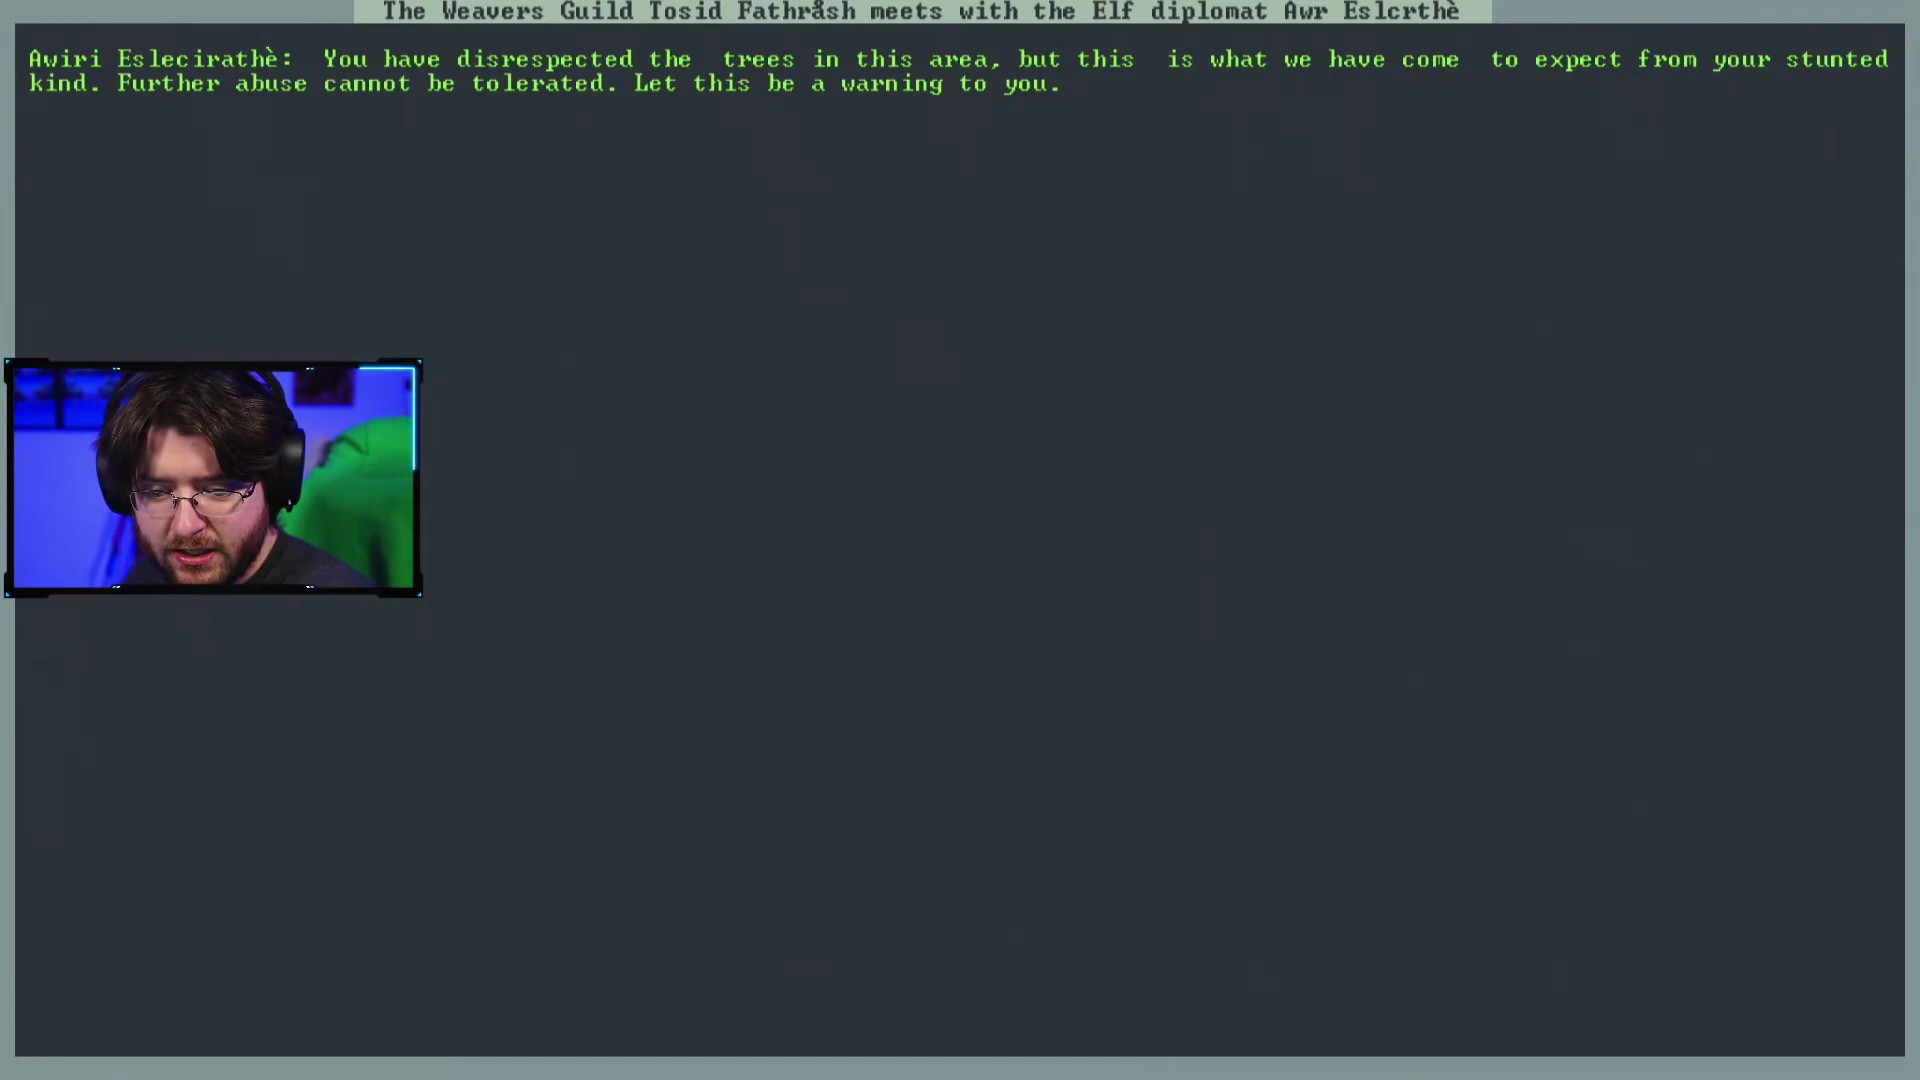 The Weavers Guild Tosid Fathråsh meets with the Elf diplomat Awr Eslcrthè
Awiri Eslecirathè: You have disrespected the trees in this area, but this is what we have come to expect from your stunted
kind. Further abuse cannot be tolerated. Let this be a warning to you.